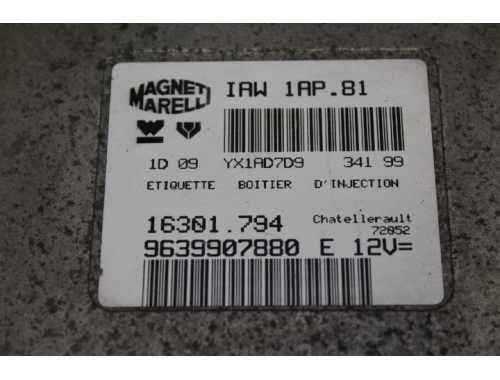 MAGNETI
MARELLI
IAW 1AP.81
1D 09 YX1AD7D9 341 99
ETIQUETTE BOITIER D'INJECTION
16301.794 Chatellerault
72052
9639907880 E 12V=